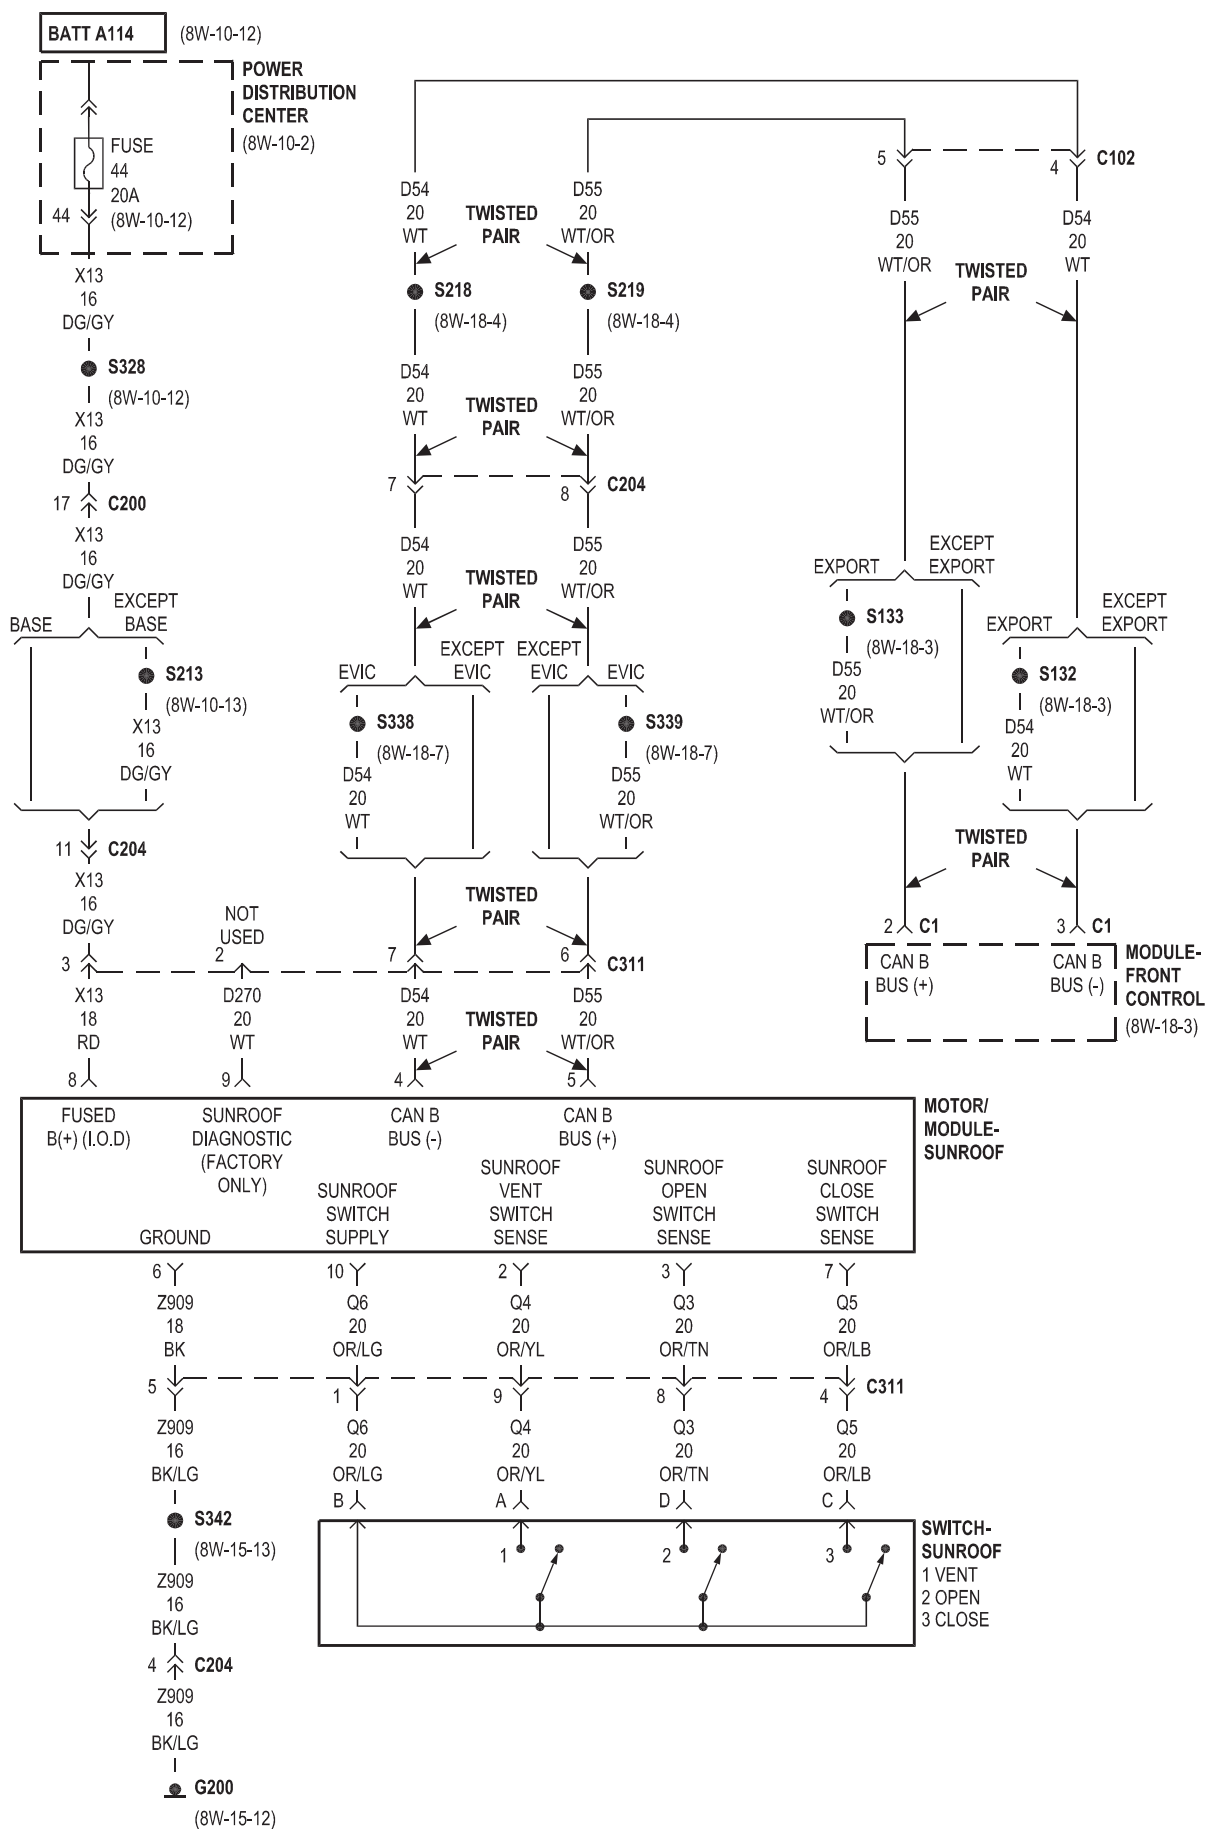 BATT A114 (8W-10-12)
POWER
DISTRIBUTION
CENTER
(8W-10-2)
FUSE
44
20A
(8W-10-12)
44
X13
16
DG/GY
S328
(8W-10-12)
X13
16
DG/GY
17 C200
X13
16
DG/GY
BASE
EXCEPT
BASE
S213
(8W-10-13)
X13
16
DG/GY
11 C204
X13
16
DG/GY
3
X13
18
RD
8
NOT
USED
2
D270
20
WT
9
D54
20
WT
TWISTED
PAIR
D55
20
WT/OR
S218
(8W-18-4)
S219
(8W-18-4)
D54
20
WT
TWISTED
PAIR
D55
20
WT/OR
7
8
C204
D54
20
WT
TWISTED
PAIR
D55
20
WT/OR
EVIC
EXCEPT
EVIC
EXCEPT
EVIC
EVIC
S338
(8W-18-7)
D54
20
WT
S339
(8W-18-7)
D55
20
WT/OR
TWISTED
PAIR
7
6
C311
D54
20
WT
TWISTED
PAIR
D55
20
WT/OR
4
5
5
4
C102
D55
20
WT/OR
TWISTED
PAIR
D54
20
WT
EXPORT
EXCEPT
EXPORT
S133
(8W-18-3)
D55
20
WT/OR
EXPORT
EXCEPT
EXPORT
S132
(8W-18-3)
D54
20
WT
TWISTED
PAIR
2 C1
3 C1
CAN B
BUS (+)
CAN B
BUS (-)
MODULE-
FRONT
CONTROL
(8W-18-3)
FUSED
B(+) (I.O.D)
SUNROOF
DIAGNOSTIC
(FACTORY
ONLY)
CAN B
BUS (-)
CAN B
BUS (+)
MOTOR/
MODULE-
SUNROOF
GROUND
SUNROOF
SWITCH
SUPPLY
SUNROOF
VENT
SWITCH
SENSE
SUNROOF
OPEN
SWITCH
SENSE
SUNROOF
CLOSE
SWITCH
SENSE
6
10
2
3
7
Z909
18
BK
Q6
20
OR/LG
Q4
20
OR/YL
Q3
20
OR/TN
Q5
20
OR/LB
5
1
9
8
4
C311
Z909
16
BK/LG
Q6
20
OR/LG
Q4
20
OR/YL
Q3
20
OR/TN
Q5
20
OR/LB
B
A
D
C
S342
(8W-15-13)
1
2
3
SWITCH-
SUNROOF
1 VENT
2 OPEN
3 CLOSE
Z909
16
BK/LG
4 C204
Z909
16
BK/LG
G200
(8W-15-12)